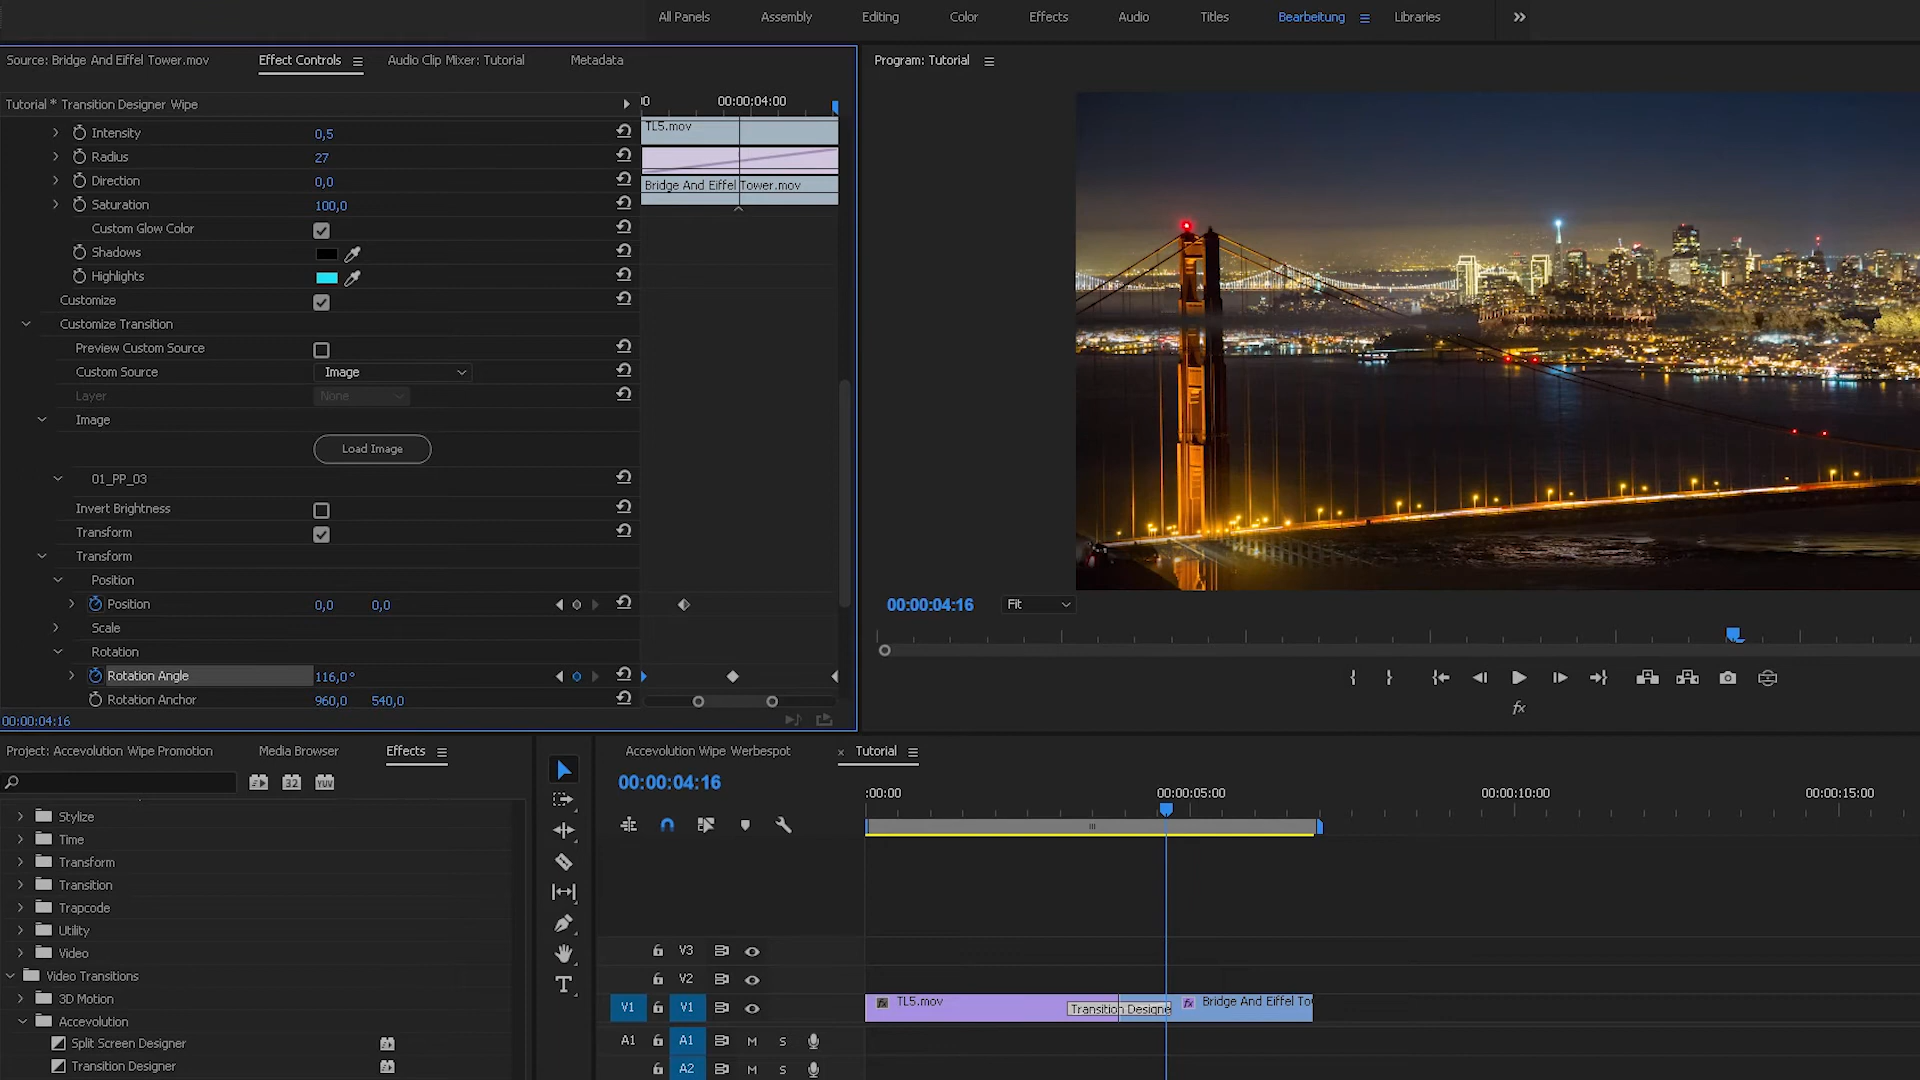 All Panels Assembly Editing Color Effects Audio Titles Bearbeitung Libraries
Source: Bridge And Eiffel Tower.mov Effect Controls Audio Clip Mixer: Tutorial Metadata
Program: Tutorial
Tutorial * Transition Designer Wipe
00:00:04:00
Intensity 0,5
TL5.mov
Radius 27
Direction 0,0
Bridge And Eiffel Tower.mov
Saturation 100,0
Custom Glow Color
Shadows
Highlights
Customize
Customize Transition
Preview Custom Source
Custom Source Image
Layer None
Image
Load Image
01_PP_03
Invert Brightness
Transform
Transform
Position
Position 0,0 0,0
Scale
Rotation
Rotation Angle 116,0°
Rotation Anchor 960,0 540,0
00:00:04:16
00:00:04:16 Fit
fx
Project: Accevolution Wipe Promotion Media Browser Effects
32 YUV
Stylize
Time
Transform
Transition
Trapcode
Utility
Video
Video Transitions
3D Motion
Accevolution
Split Screen Designer
Transition Designer
T
Accevolution Wipe Werbespot × Tutorial
00:00:04:16
:00:00 00:00:05:00 00:00:10:00 00:00:15:00
V3
V2
V1 V1
fx TL5.mov Transition Designe fx Bridge And Eiffel To
A1 A1 M S
A2 M S